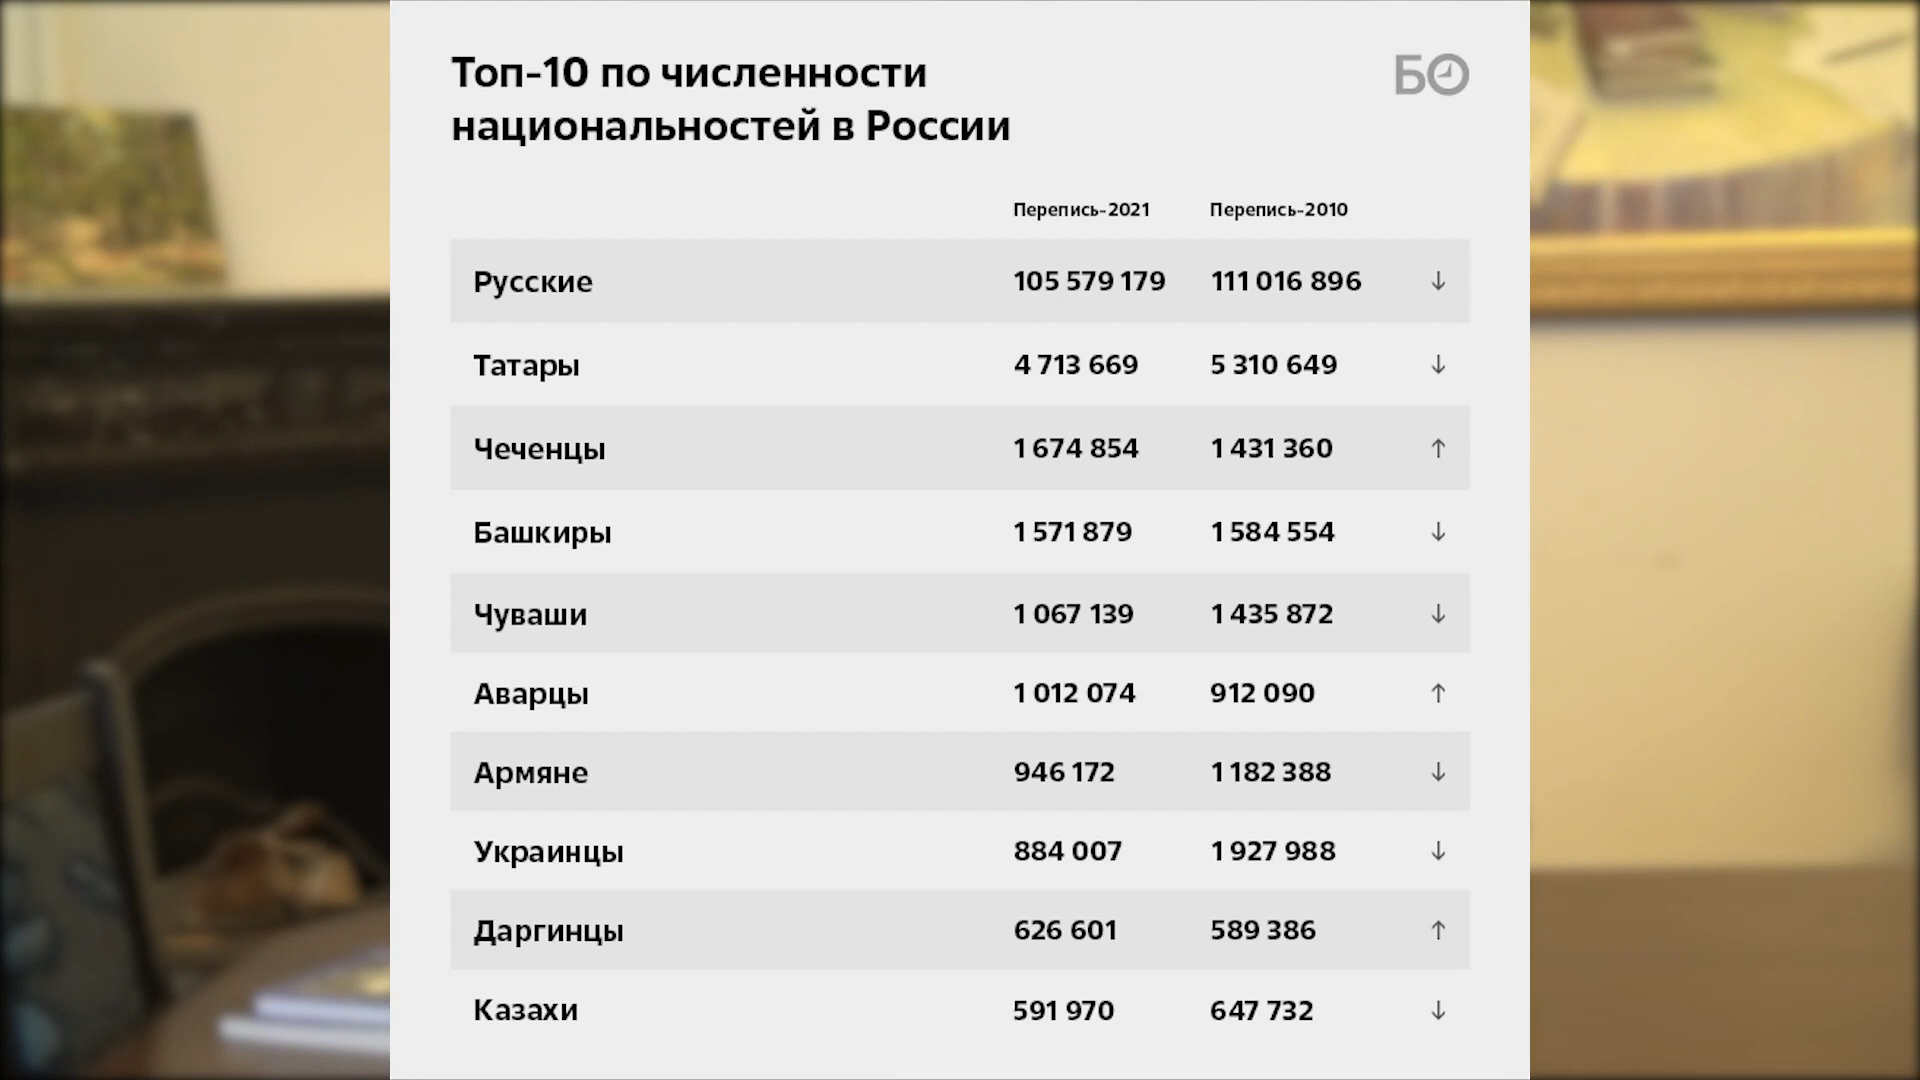 Топ-10 по численности
национальностей в России
БО
Перепись-2021 Перепись-2010
Русские 105 579 179 111 016 896 ↓
Татары 4 713 669 5 310 649 ↓
Чеченцы 1 674 854 1 431 360 ↑
Башкиры 1 571 879 1 584 554 ↓
Чуваши 1 067 139 1 435 872 ↓
Аварцы 1 012 074 912 090 ↑
Армяне 946 172 1 182 388 ↓
Украинцы 884 007 1 927 988 ↓
Даргинцы 626 601 589 386 ↑
Казахи 591 970 647 732 ↓